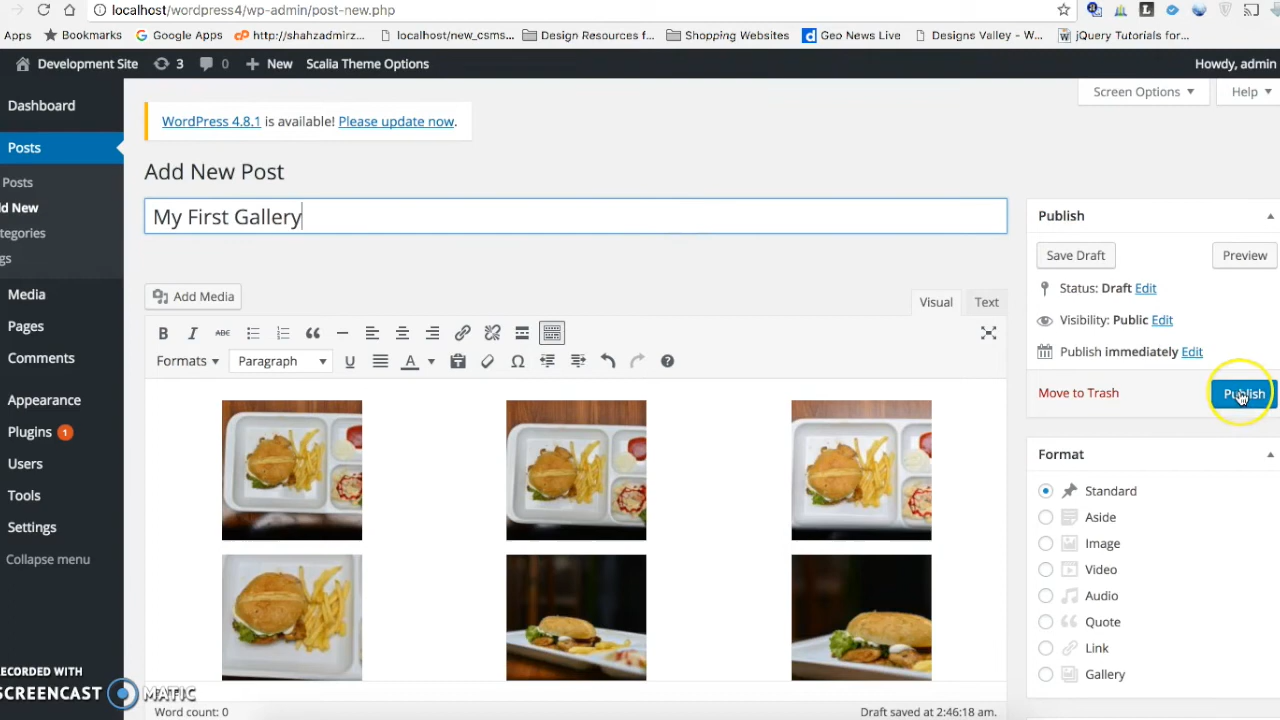 localhost/wordpress4/wp-admin/post-new.php
Apps Bookmarks Google Apps http://shahzadmirz... localhost/new_csms... Design Resources f... Shopping Websites Geo News Live Designs Valley - W... jQuery Tutorials for...
Development Site 3 0 New Scalia Theme Options Howdy, admin
Screen Options Help
Dashboard
Posts
Posts
d New
tegories
gs
Media
Pages
Comments
Appearance
Plugins 1
Users
Tools
Settings
Collapse menu
WordPress 4.8.1 is available! Please update now.
Add New Post
My First Gallery
Add Media
Visual Text
B I ABC
Formats Paragraph U A Ω
Word count: 0 Draft saved at 2:46:18 am.
Publish
Save Draft Preview
Status: Draft Edit
Visibility: Public Edit
Publish immediately Edit
Move to Trash Publish
Format
Standard
Aside
Image
Video
Audio
Quote
Link
Gallery
ECORDED WITH
SCREENCAST MATIC